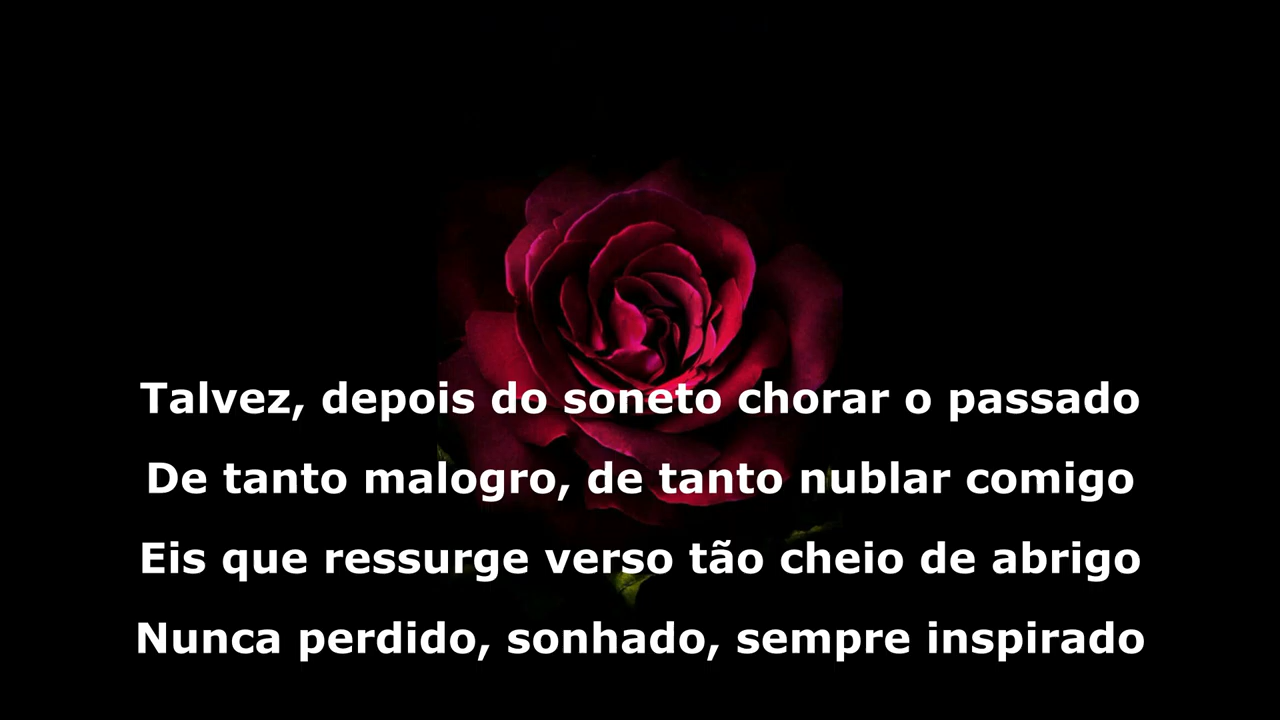 Talvez, depois do soneto chorar o passado
De tanto malogro, de tanto nublar comigo
Eis que ressurge verso tão cheio de abrigo
Nunca perdido, sonhado, sempre inspirado